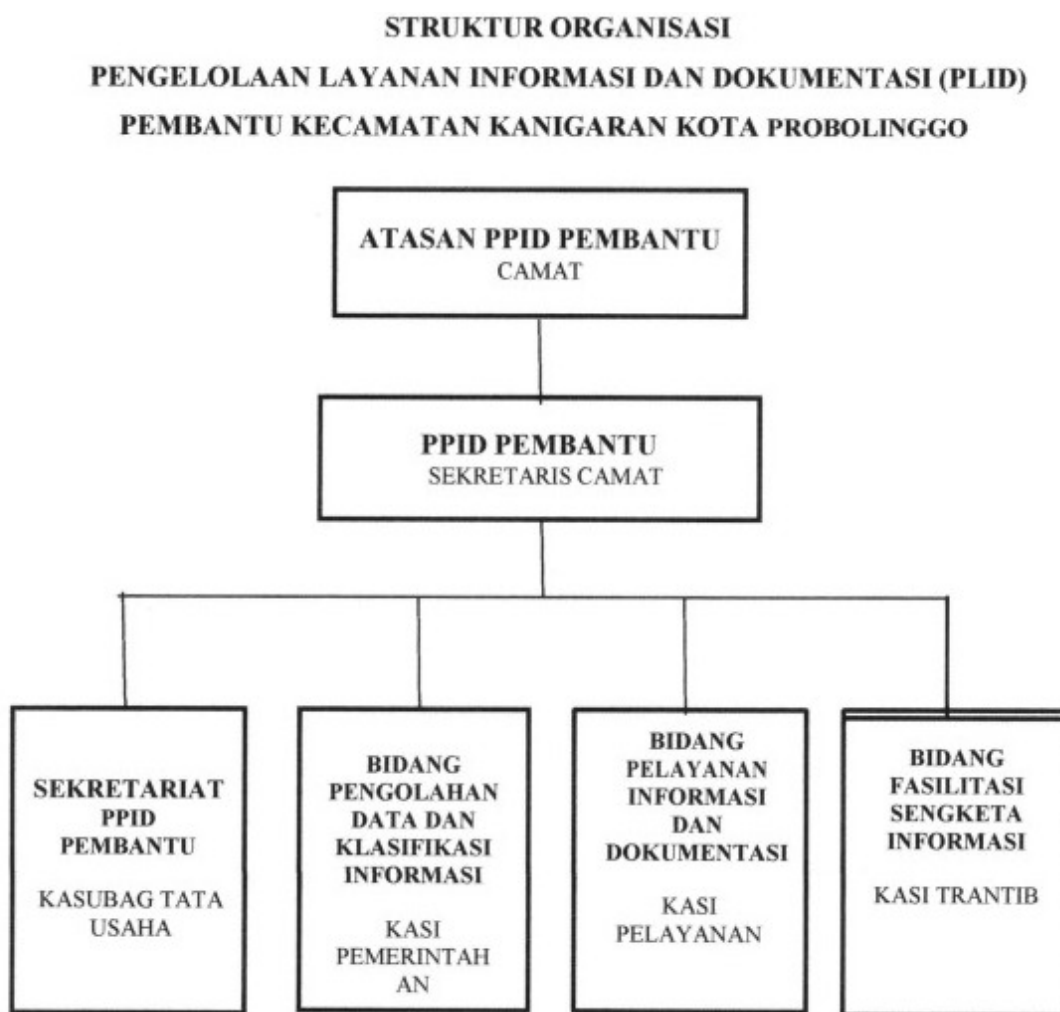 STRUKTUR ORGANISASI
PENGELOLAAN LAYANAN INFORMASI DAN DOKUMENTASI (PLID)
PEMBANTU KECAMATAN KANIGARAN KOTA PROBOLINGGO
ATASAN PPID PEMBANTU
CAMAT
PPID PEMBANTU
SEKRETARIS CAMAT
SEKRETARIAT
PPID
PEMBANTU
KASUBAG TATA
USAHA
BIDANG
PENGOLAHAN
DATA DAN
KLASIFIKASI
INFORMASI
KASI
PEMERINTAH
AN
BIDANG
PELAYANAN
INFORMASI
DAN
DOKUMENTASI
KASI
PELAYANAN
BIDANG
FASILITASI
SENGKETA
INFORMASI
KASI TRANTIB